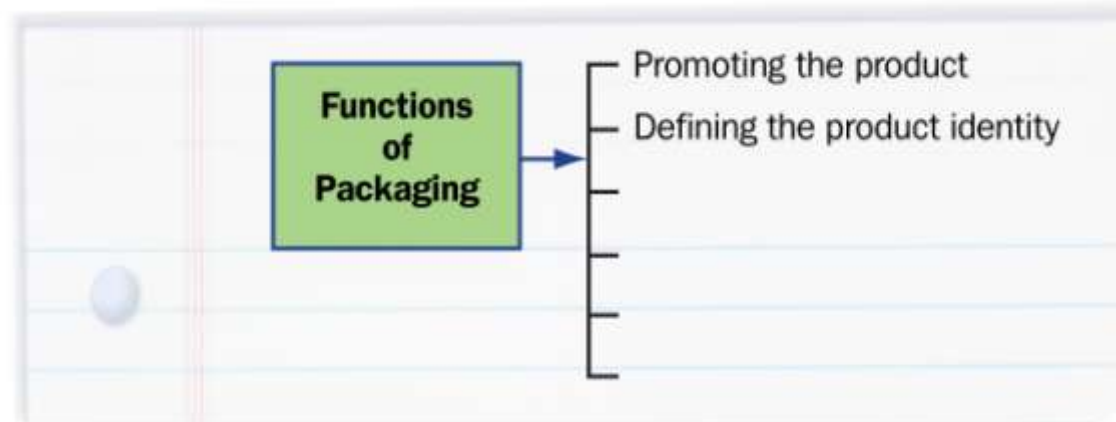 Functions
of
Packaging
Promoting the product
Defining the product identity